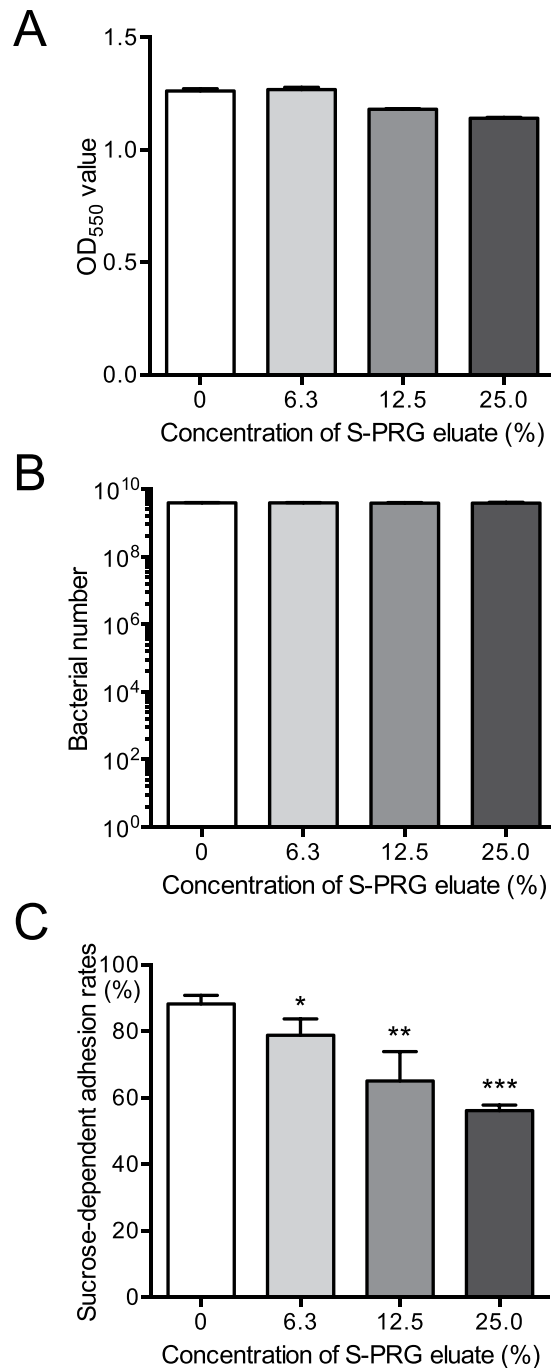 A
OD550 value
1.5
1.0
0.5
0.0
0 6.3 12.5 25.0
Concentration of S-PRG eluate (%)
B
Bacterial number
10^10
10^8
10^6
10^4
10^2
10^0
0 6.3 12.5 25.0
Concentration of S-PRG eluate (%)
C
Sucrose-dependent adhesion rates
(%)
100
80
60
40
20
0
* ** ***
0 6.3 12.5 25.0
Concentration of S-PRG eluate (%)